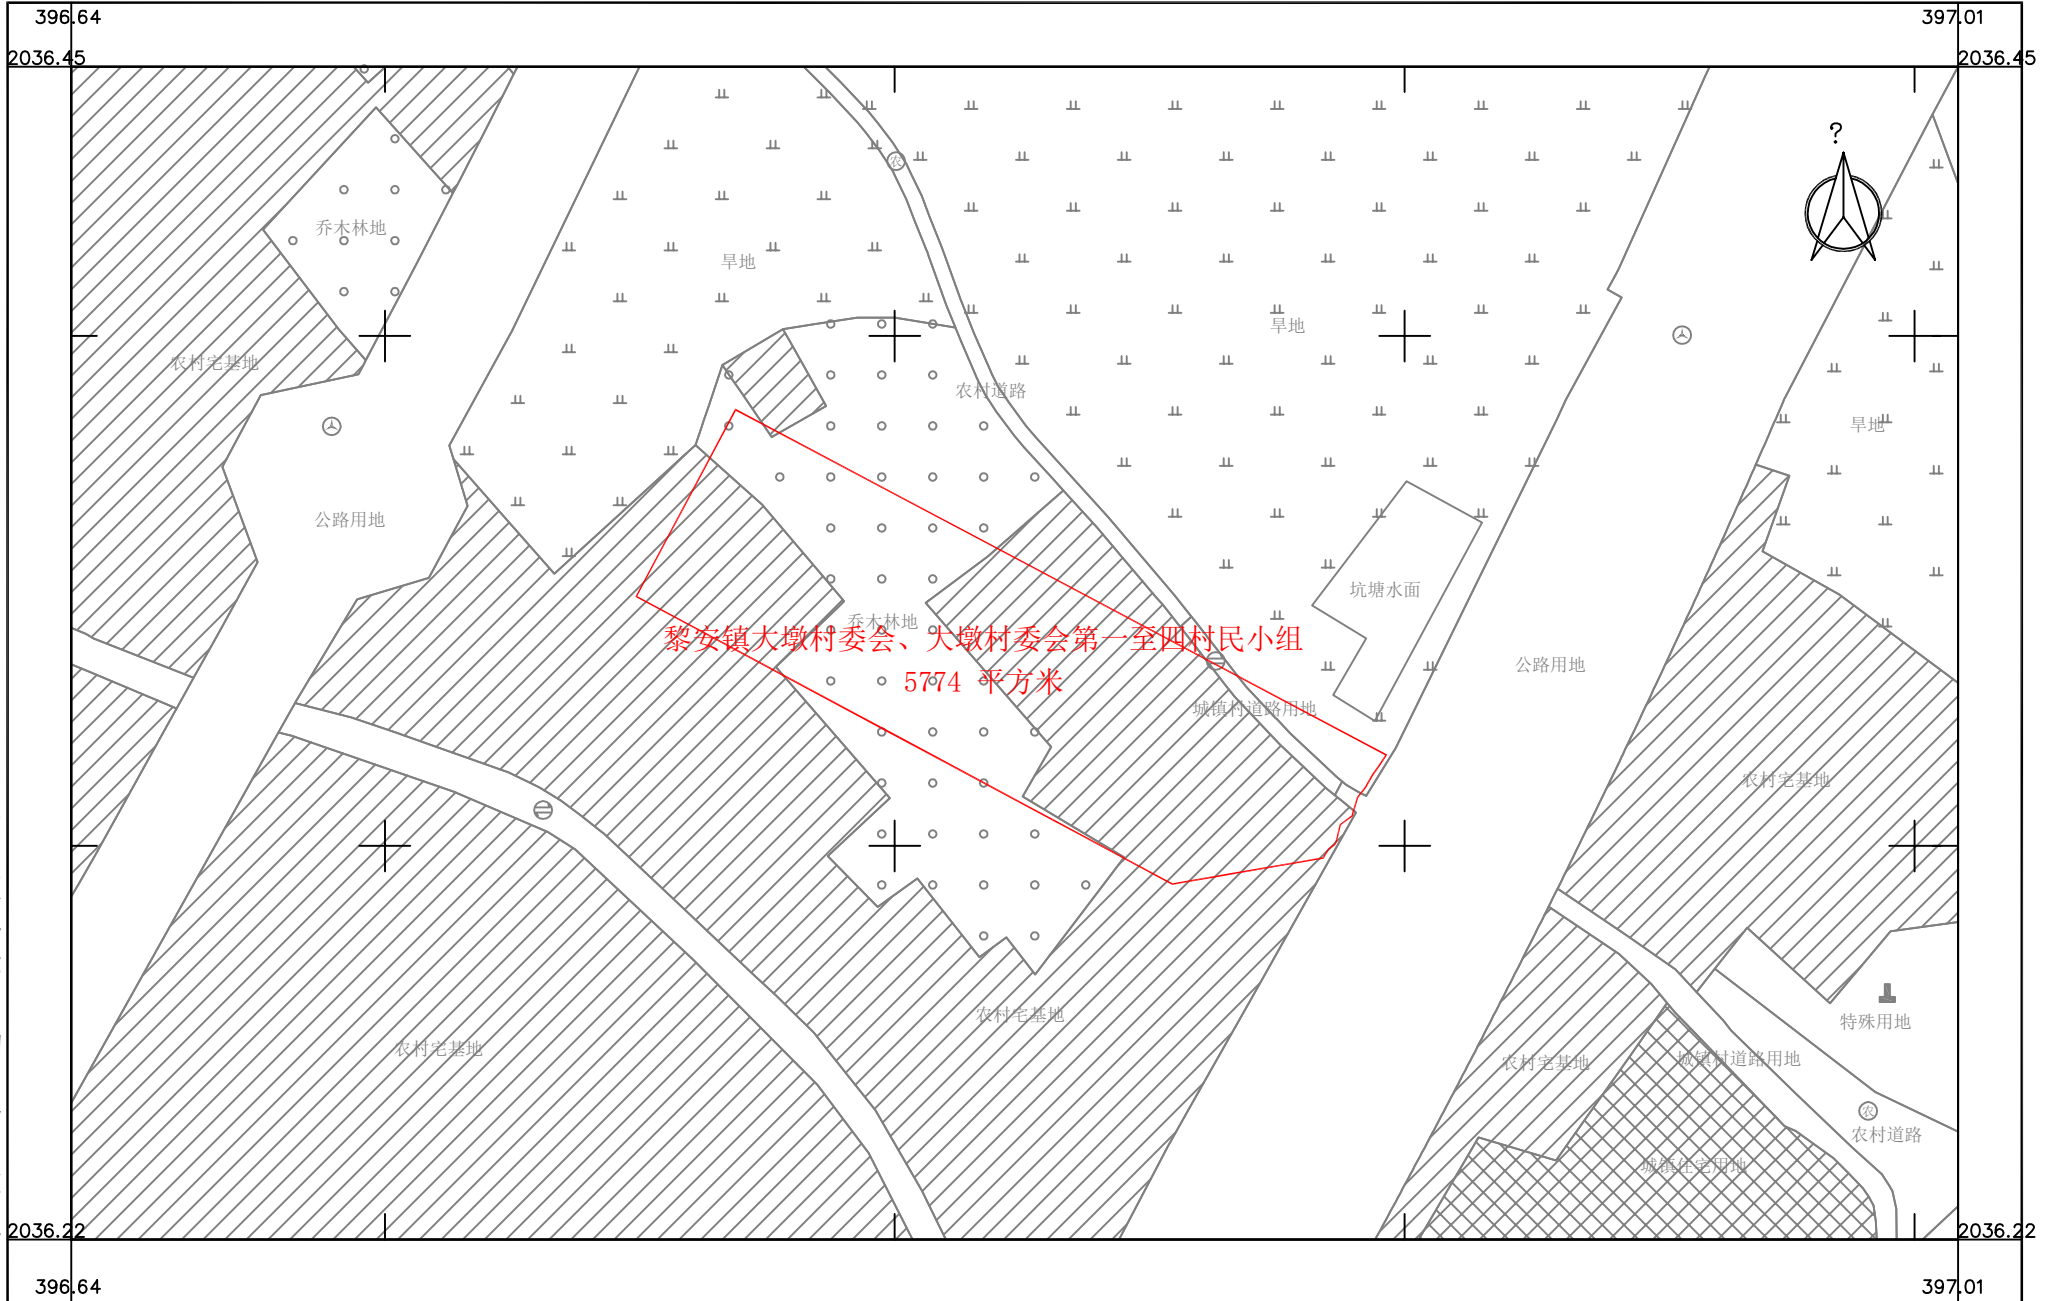 396.64
397.01
2036.45
2036.45
?
农
乔木林地
旱地
旱地
农村宅基地
农村道路
旱地
公路用地
坑塘水面
乔木林地
黎安镇大墩村委会、大墩村委会第一至四村民小组
5774 平方米
公路用地
城镇村道路用地
农村宅基地
农村宅基地
特殊用地
农村宅基地
农村宅基地
城镇村道路用地
农
农村道路
城镇住宅用地
2036.22
2036.22
396.64
397.01